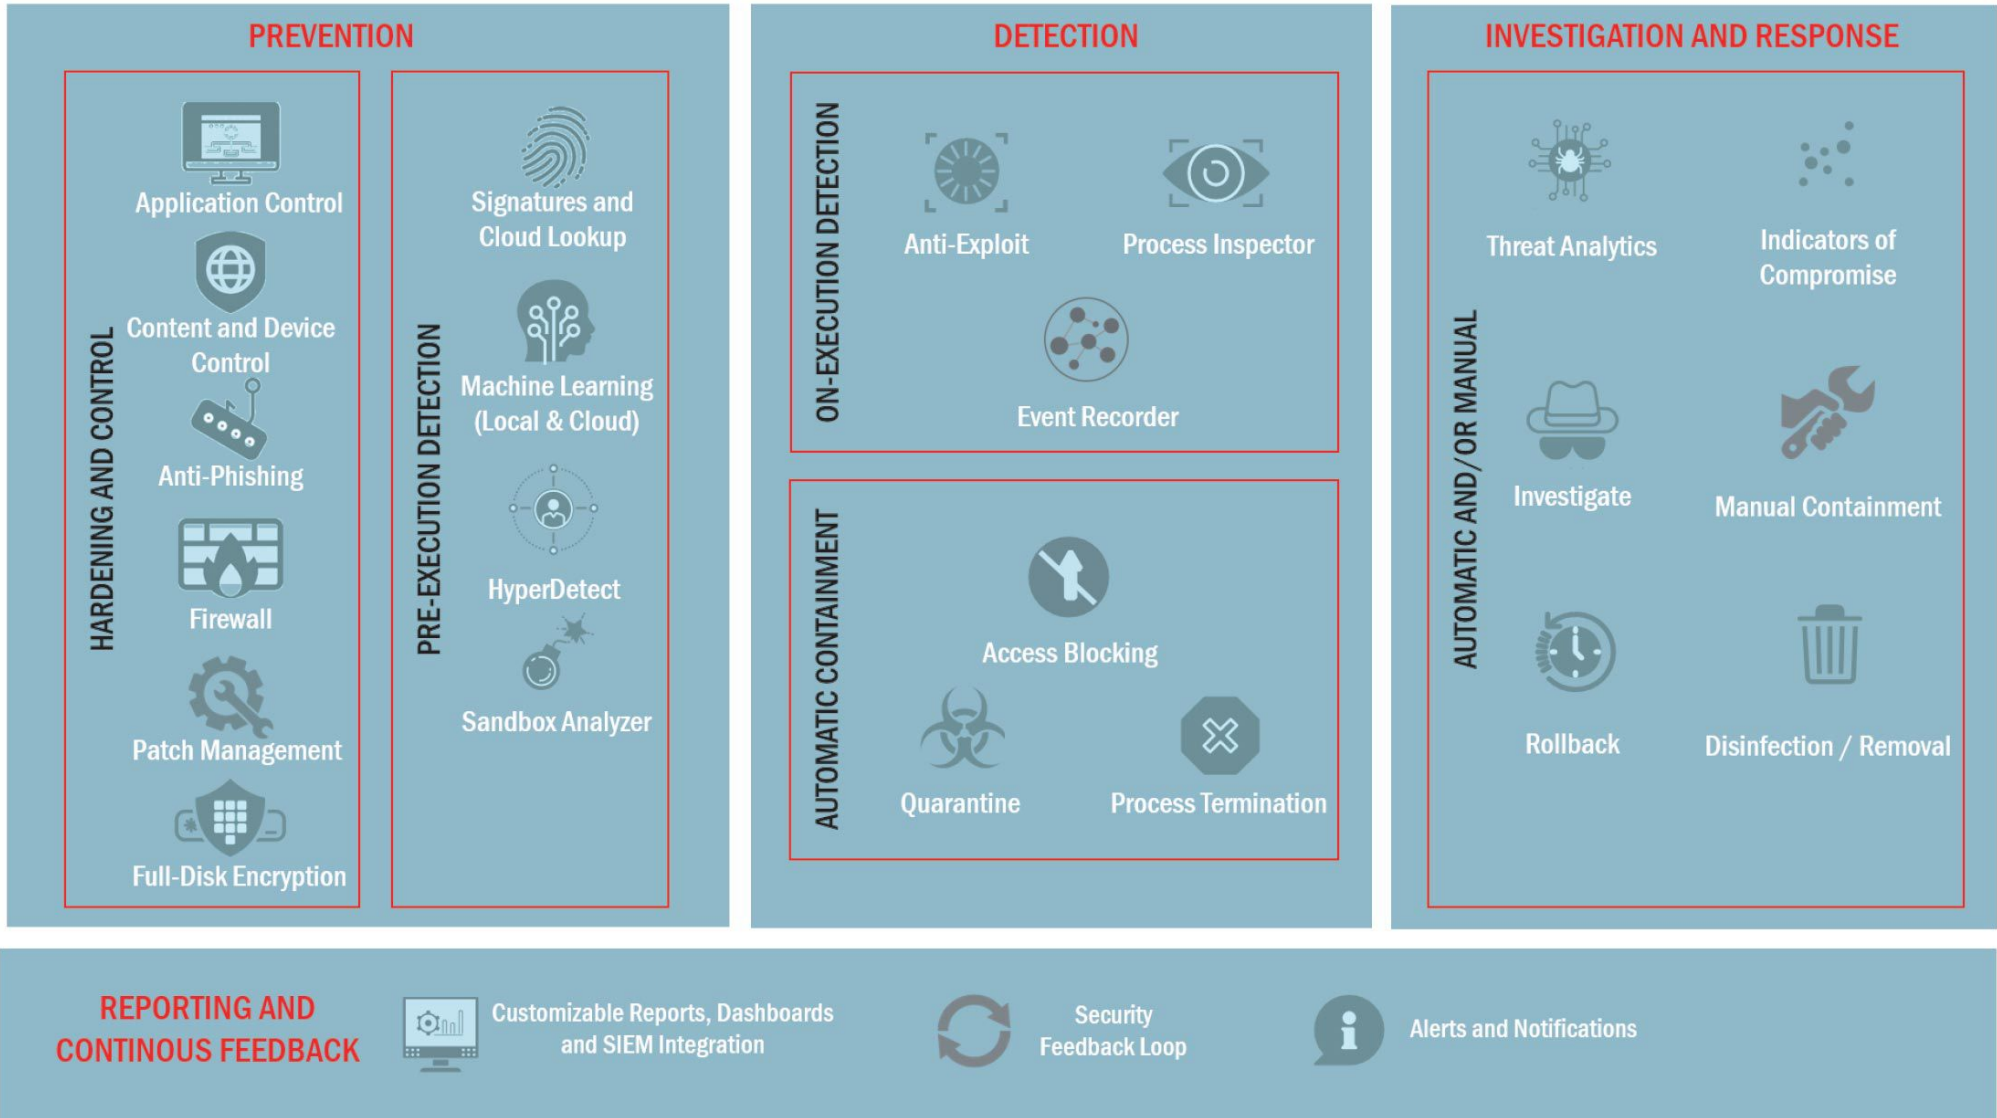 PREVENTION
HARDENING AND CONTROL
Application Control
Content and Device
Control
Anti-Phishing
Firewall
Patch Management
Full-Disk Encryption
PRE-EXECUTION DETECTION
Signatures and
Cloud Lookup
Machine Learning
(Local & Cloud)
HyperDetect
Sandbox Analyzer
DETECTION
ON-EXECUTION DETECTION
Anti-Exploit
Process Inspector
Event Recorder
AUTOMATIC CONTAINMENT
Access Blocking
Quarantine
Process Termination
INVESTIGATION AND RESPONSE
AUTOMATIC AND/OR MANUAL
Threat Analytics
Indicators of
Compromise
Investigate
Manual Containment
Rollback
Disinfection / Removal
REPORTING AND
CONTINOUS FEEDBACK
Customizable Reports, Dashboards
and SIEM Integration
Security
Feedback Loop
Alerts and Notifications